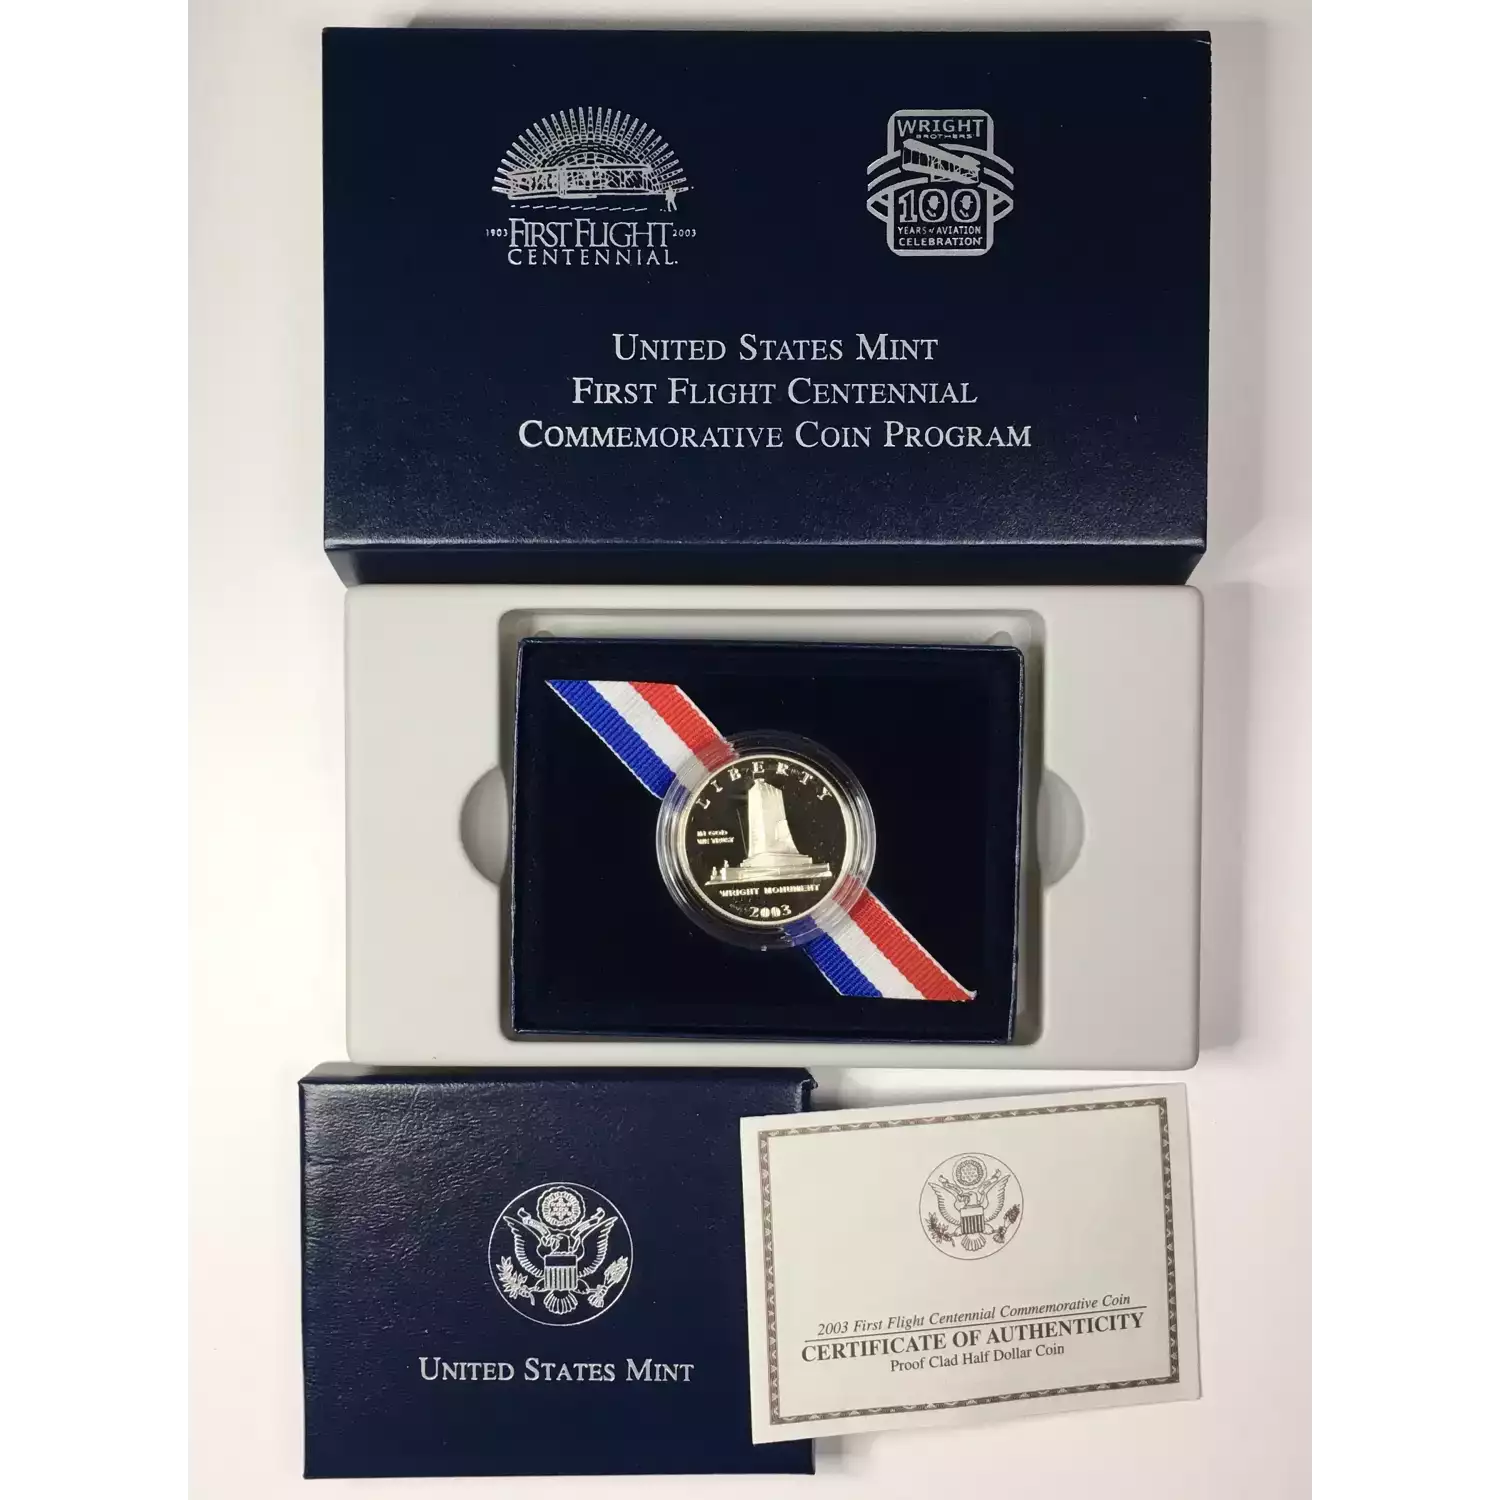 1903 FIRST FLIGHT 2003
CENTENNIAL.
WRIGHT
BROTHERS
100
YEARS of AVIATION
CELEBRATION
UNITED STATES MINT
FIRST FLIGHT CENTENNIAL
COMMEMORATIVE COIN PROGRAM
LIBERTY
IN GOD
WE TRUST
WRIGHT MONUMENT
2003
UNITED STATES MINT
2003 First Flight Centennial Commemorative Coin
CERTIFICATE OF AUTHENTICITY
Proof Clad Half Dollar Coin